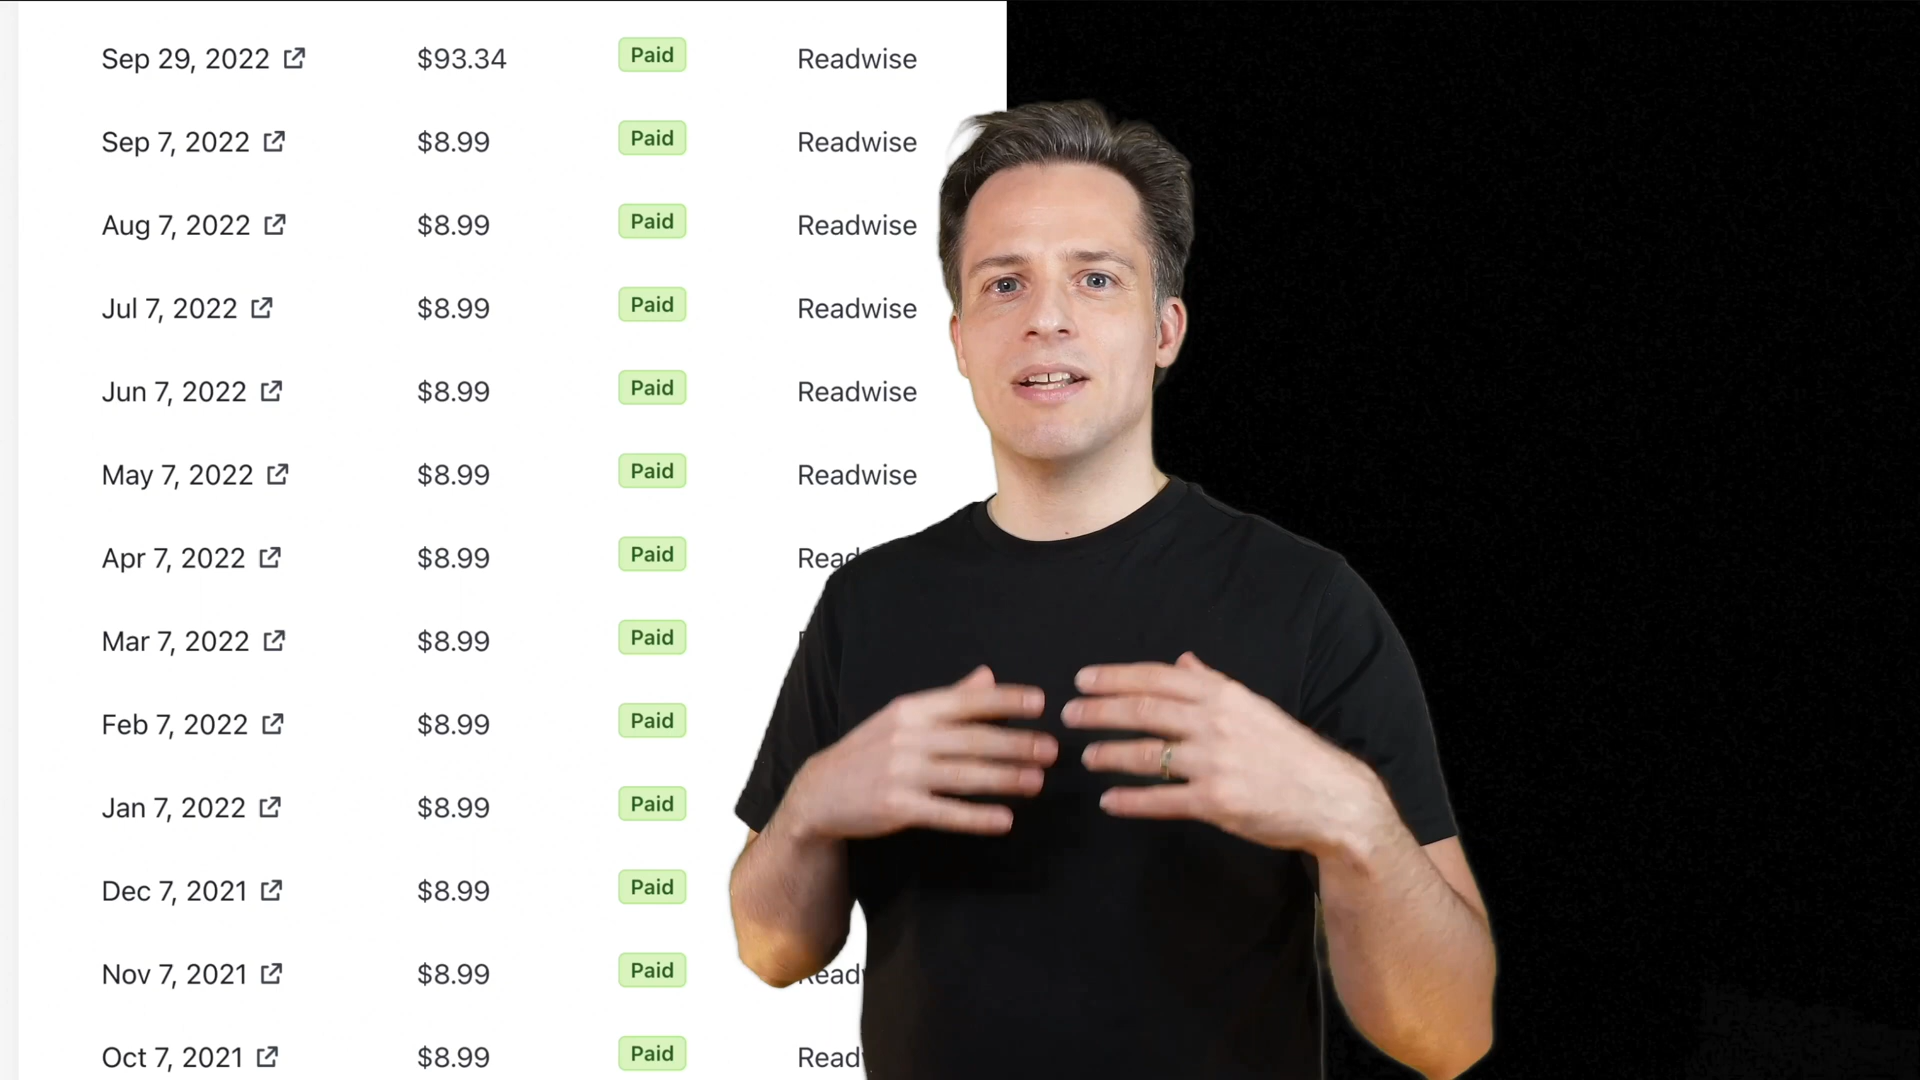 Sep 29, 2022 $93.34 Paid Readwise
Sep 7, 2022 $8.99 Paid Readwise
Aug 7, 2022 $8.99 Paid Readwise
Jul 7, 2022 $8.99 Paid Readwise
Jun 7, 2022 $8.99 Paid Readwise
May 7, 2022 $8.99 Paid Readwise
Apr 7, 2022 $8.99 Paid
Mar 7, 2022 $8.99 Paid
Feb 7, 2022 $8.99 Paid
Jan 7, 2022 $8.99 Paid
Dec 7, 2021 $8.99 Paid
Nov 7, 2021 $8.99 Paid
Oct 7, 2021 $8.99 Paid